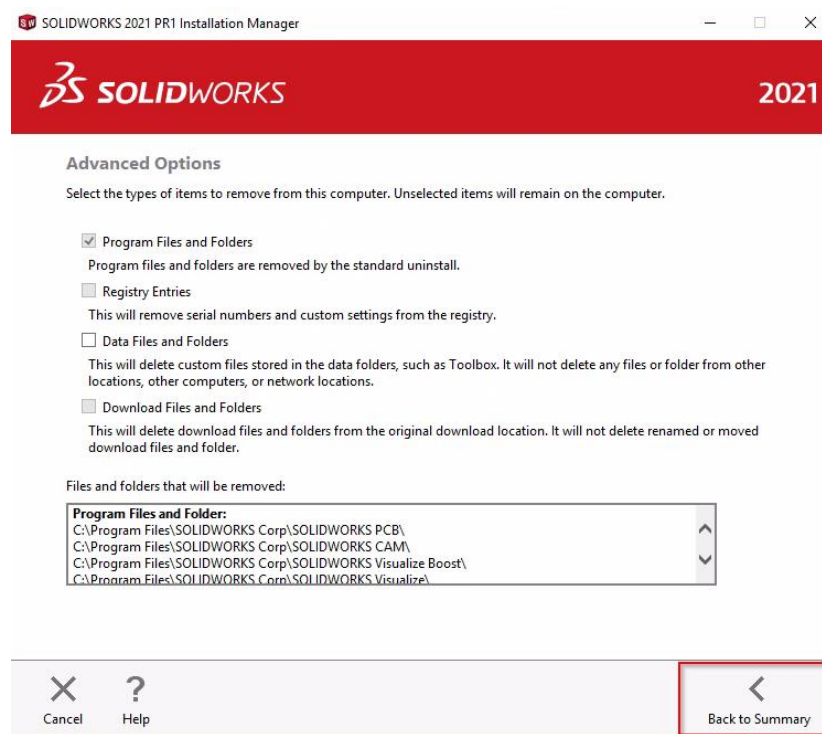 SOLIDWORKS 2021 PR1 Installation Manager
SOLIDWORKS
2021
Advanced Options
Select the types of items to remove from this computer. Unselected items will remain on the computer.
Program Files and Folders
Program files and folders are removed by the standard uninstall.
Registry Entries
This will remove serial numbers and custom settings from the registry.
Data Files and Folders
This will delete custom files stored in the data folders, such as Toolbox. It will not delete any files or folder from other
locations, other computers, or network locations.
Download Files and Folders
This will delete download files and folders from the original download location. It will not delete renamed or moved
download files and folder.
Files and folders that will be removed:
Program Files and Folder:
C:\Program Files\SOLIDWORKS Corp\SOLIDWORKS PCB\
C:\Program Files\SOLIDWORKS Corp\SOLIDWORKS CAM\
C:\Program Files\SOLIDWORKS Corp\SOLIDWORKS Visualize Boost\
C:\Program Files\SOLIDWORKS Corp\SOLIDWORKS Visualize\
Cancel
Help
Back to Summary